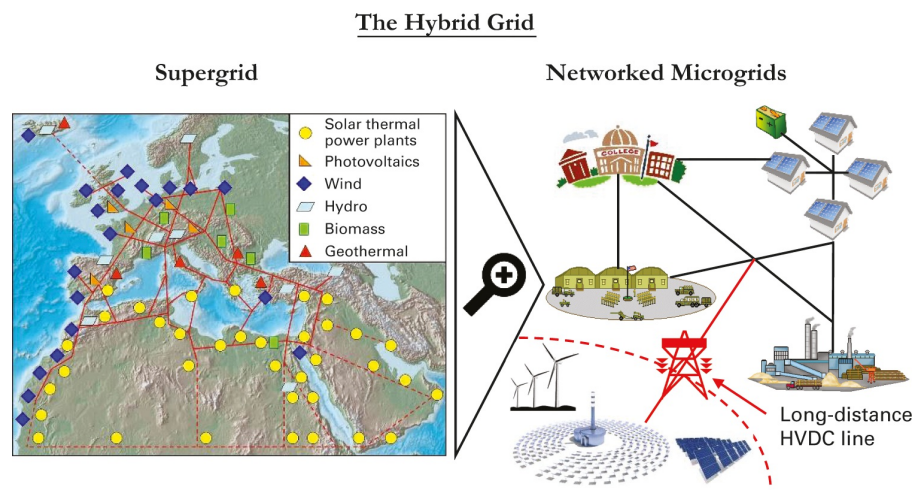 The Hybrid Grid
Supergrid
Networked Microgrids
Solar thermal
power plants
Photovoltaics
Wind
Hydro
Biomass
Geothermal
COLLEGE
Long-distance
HVDC line